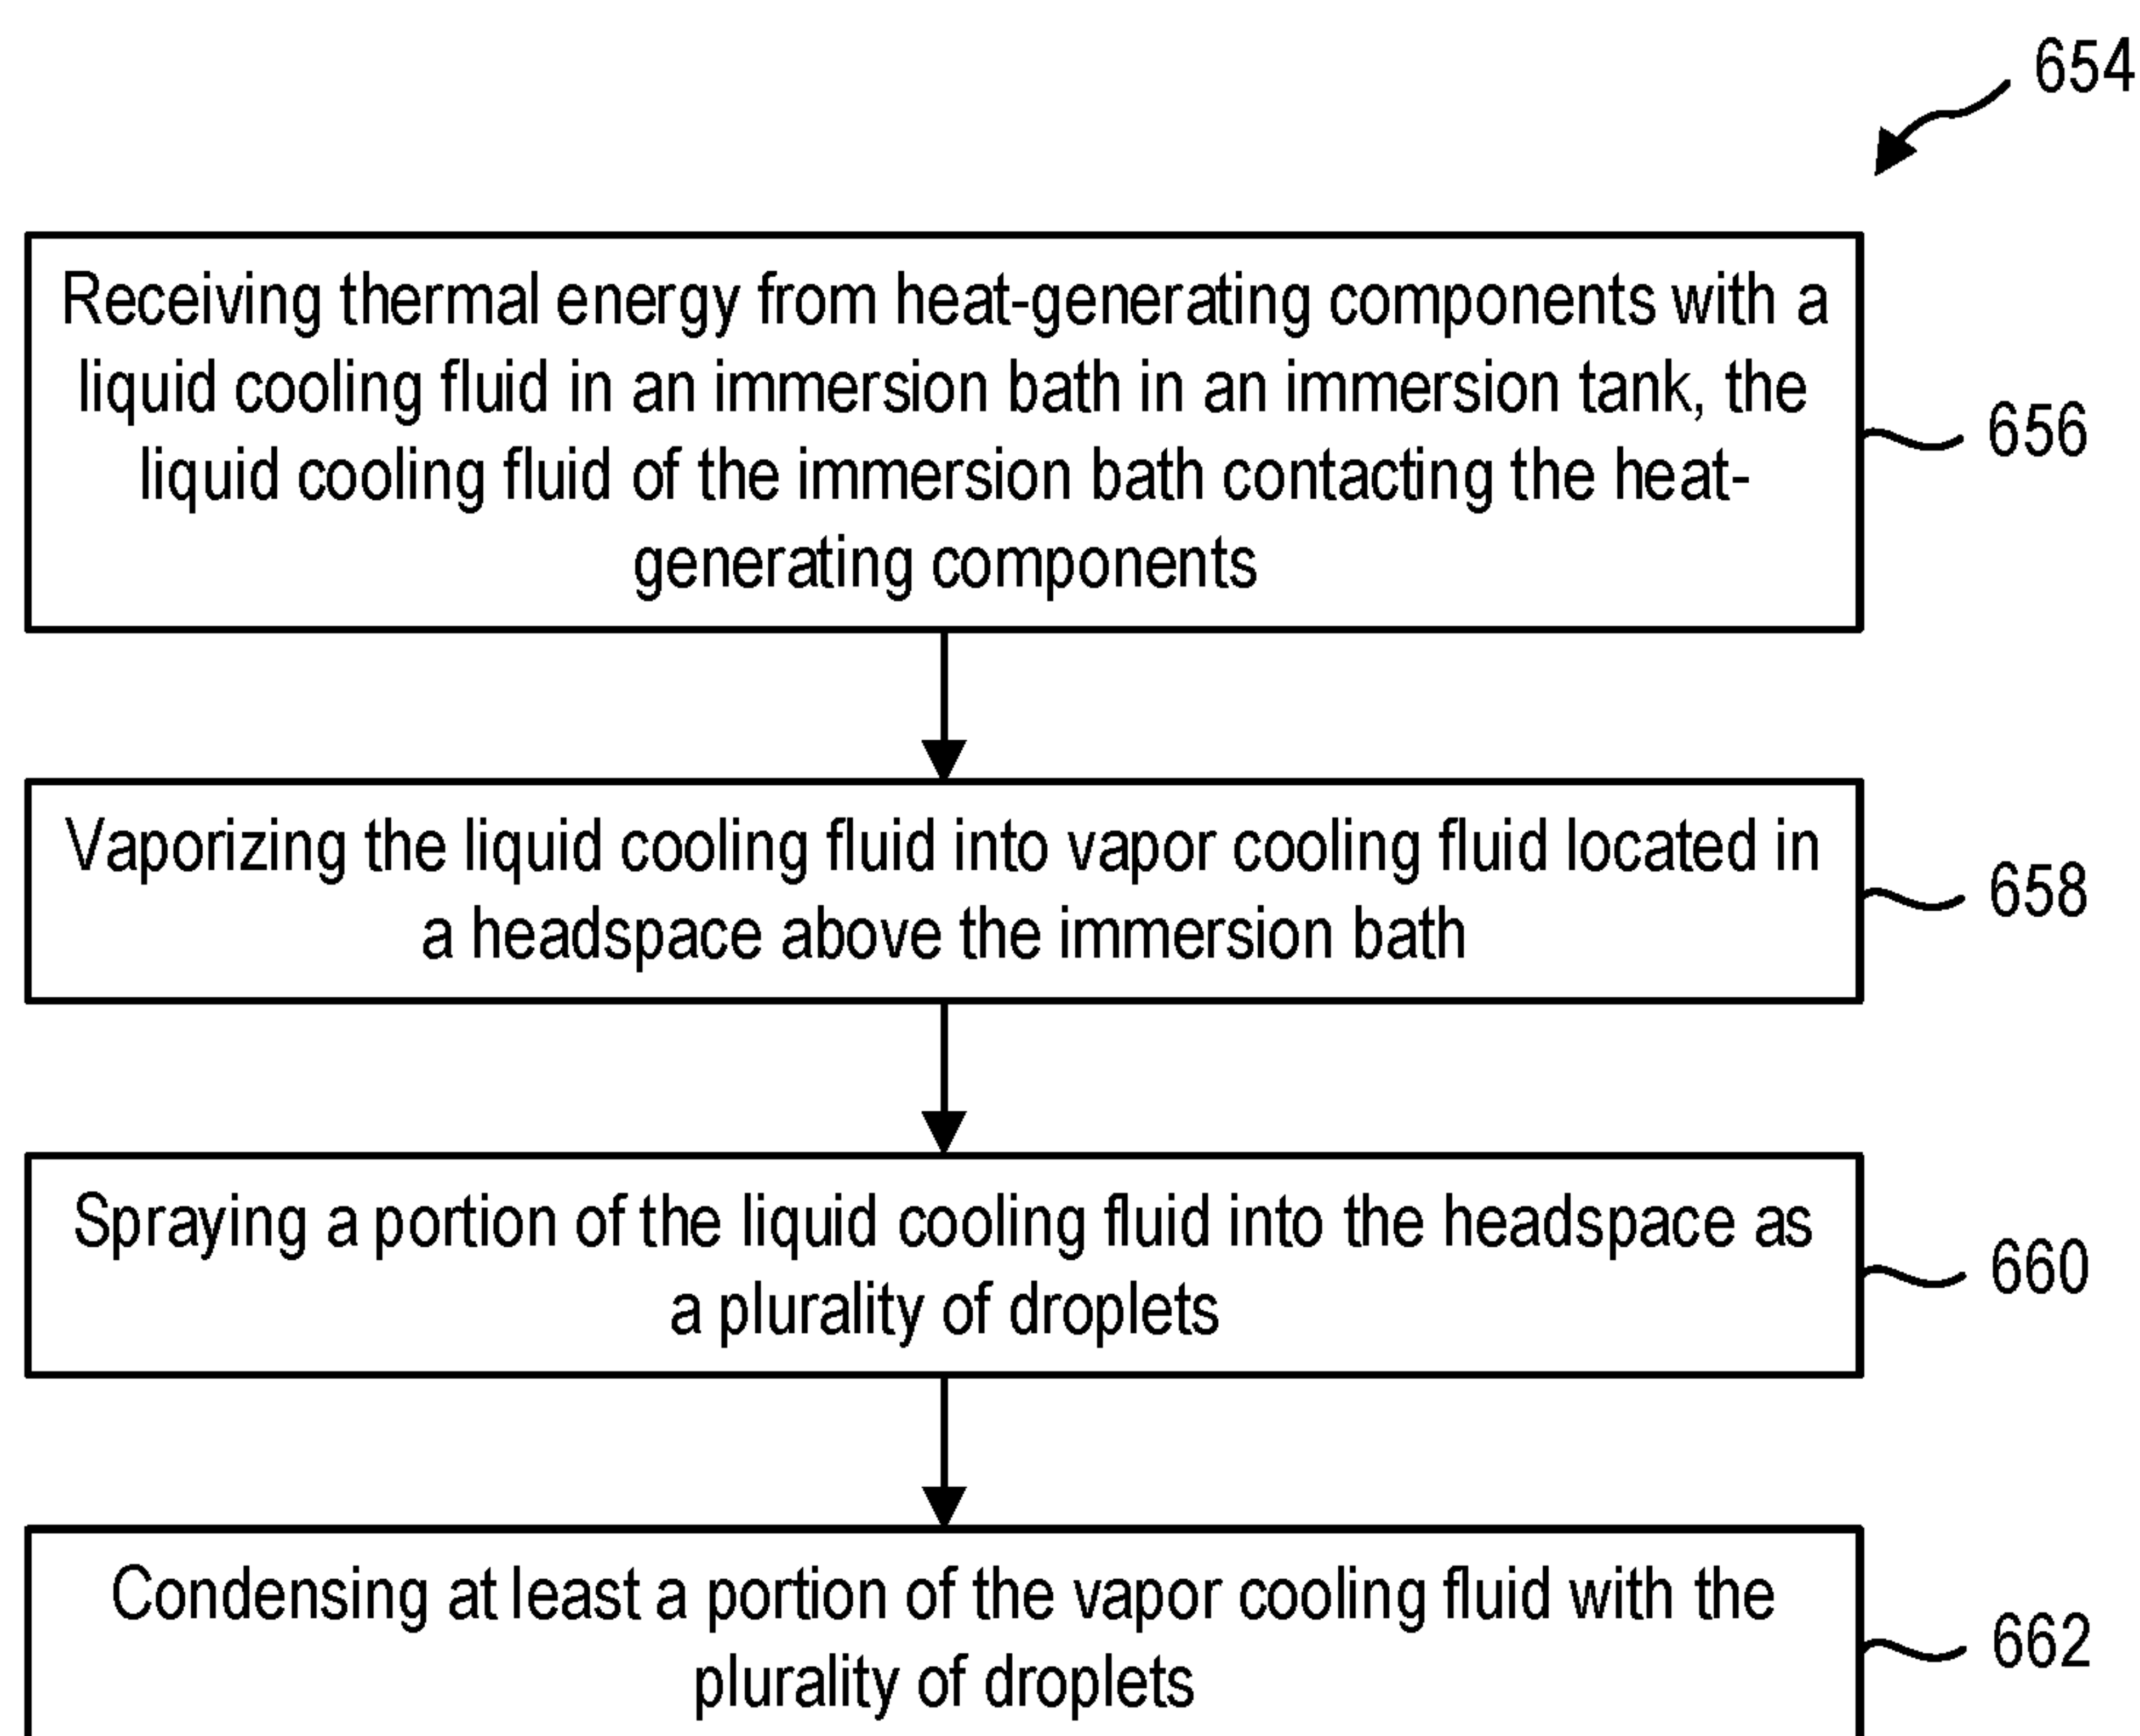 654
Receiving thermal energy from heat-generating components with a
liquid cooling fluid in an immersion bath in an immersion tank, the
liquid cooling fluid of the immersion bath contacting the heat-
generating components
656
Vaporizing the liquid cooling fluid into vapor cooling fluid located in
a headspace above the immersion bath
658
Spraying a portion of the liquid cooling fluid into the headspace as
a plurality of droplets
660
Condensing at least a portion of the vapor cooling fluid with the
plurality of droplets
662